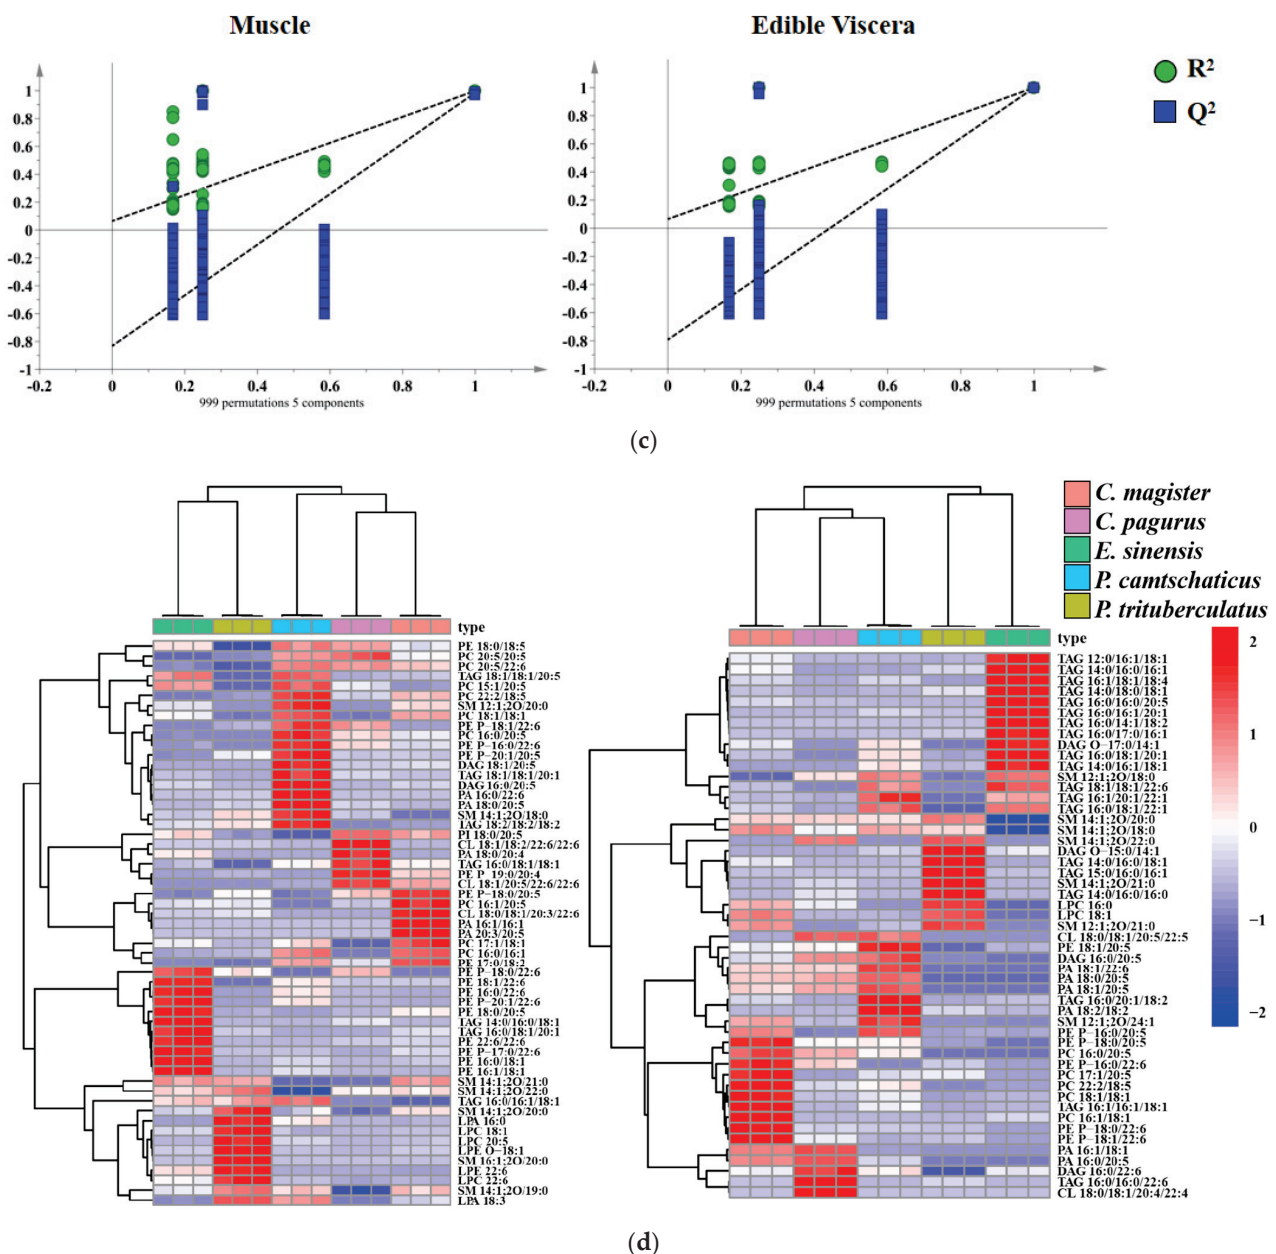 Muscle
Edible Viscera
R²
Q²
1
0.8
0.6
0.4
0.2
0
-0.2
-0.4
-0.6
-0.8
-1
-0.2 0 0.2 0.4 0.6 0.8 1
999 permutations 5 components
1
0.8
0.6
0.4
0.2
0
-0.2
-0.4
-0.6
-0.8
-1
-0.2 0 0.2 0.4 0.6 0.8 1
999 permutations 5 components
(c)
C. magister
C. pagurus
E. sinensis
P. camtschaticus
P. trituberculatus
type
PE 18:0/18:5
PC 20:5/20:5
PC 20:5/22:6
TAG 18:1/18:1/20:5
PC 15:1/20:5
PC 22:2/18:5
SM 12:1;2O/20:0
PC 18:1/18:1
PE P−18:1/22:6
PC 16:0/20:5
PE P−16:0/22:6
PE P−20:1/20:5
DAG 18:1/20:5
TAG 18:1/18:1/20:1
DAG 16:0/20:5
PA 16:0/22:6
PA 18:0/20:5
SM 14:1;2O/18:0
TAG 18:2/18:2/18:2
PI 18:0/20:5
CL 18:1/18:2/22:6/22:6
PA 18:0/20:4
TAG 16:0/18:1/18:1
PE P−19:0/20:4
CL 18:1/20:5/22:6/22:6
PE P−18:0/20:5
PC 16:1/20:5
CL 18:0/18:1/20:3/22:6
PA 16:1/16:1
PA 20:3/20:5
PC 17:1/18:1
PC 16:0/16:1
PE 17:0/18:2
PE P−18:0/22:6
PE 18:1/22:6
PE 16:0/22:6
PE P−20:1/22:6
PE 18:0/20:5
TAG 14:0/16:0/18:1
TAG 16:0/18:1/20:1
PE 22:6/22:6
PE P−17:0/22:6
PE 16:0/18:1
PE 16:1/18:1
SM 14:1;2O/21:0
SM 14:1;2O/22:0
TAG 16:0/16:1/18:1
SM 14:1;2O/20:0
LPA 16:0
LPC 18:1
LPC 20:5
LPE O−18:1
SM 16:1;2O/20:0
LPE 22:6
LPC 22:6
SM 14:1;2O/19:0
LPA 18:3
type
TAG 12:0/16:1/18:1
TAG 14:0/16:0/16:1
TAG 16:1/18:1/18:4
TAG 14:0/18:0/18:1
TAG 16:0/16:0/20:5
TAG 16:0/16:1/20:1
TAG 16:0/14:1/18:2
TAG 16:0/17:0/16:1
DAG O−17:0/14:1
TAG 16:0/18:1/20:1
TAG 14:0/16:1/18:1
SM 12:1;2O/18:0
TAG 18:1/18:1/22:6
TAG 16:1/20:1/22:1
TAG 16:0/18:1/22:1
SM 14:1;2O/20:0
SM 14:1;2O/18:0
SM 14:1;2O/22:0
DAG O−15:0/14:1
TAG 14:0/16:0/18:1
TAG 15:0/16:0/16:1
SM 14:1;2O/21:0
TAG 14:0/16:0/16:0
LPC 16:0
LPC 18:1
SM 12:1;2O/21:0
CL 18:0/18:1/20:5/22:5
PE 18:1/20:5
DAG 16:0/20:5
PA 18:1/22:6
PA 18:0/20:5
PA 18:1/20:5
TAG 16:0/20:1/18:2
PA 18:2/18:2
SM 12:1;2O/24:1
PE P−16:0/20:5
PE P−18:0/20:5
PC 16:0/20:5
PE P−16:0/22:6
PC 17:1/20:5
PC 22:2/18:5
PC 18:1/18:1
TAG 16:1/16:1/18:1
PC 16:1/18:1
PE P−18:0/22:6
PE P−18:1/22:6
PA 16:1/18:1
PA 16:0/20:5
DAG 16:0/22:6
TAG 16:0/16:0/22:6
CL 18:0/18:1/20:4/22:4
2
1
0
−1
−2
(d)